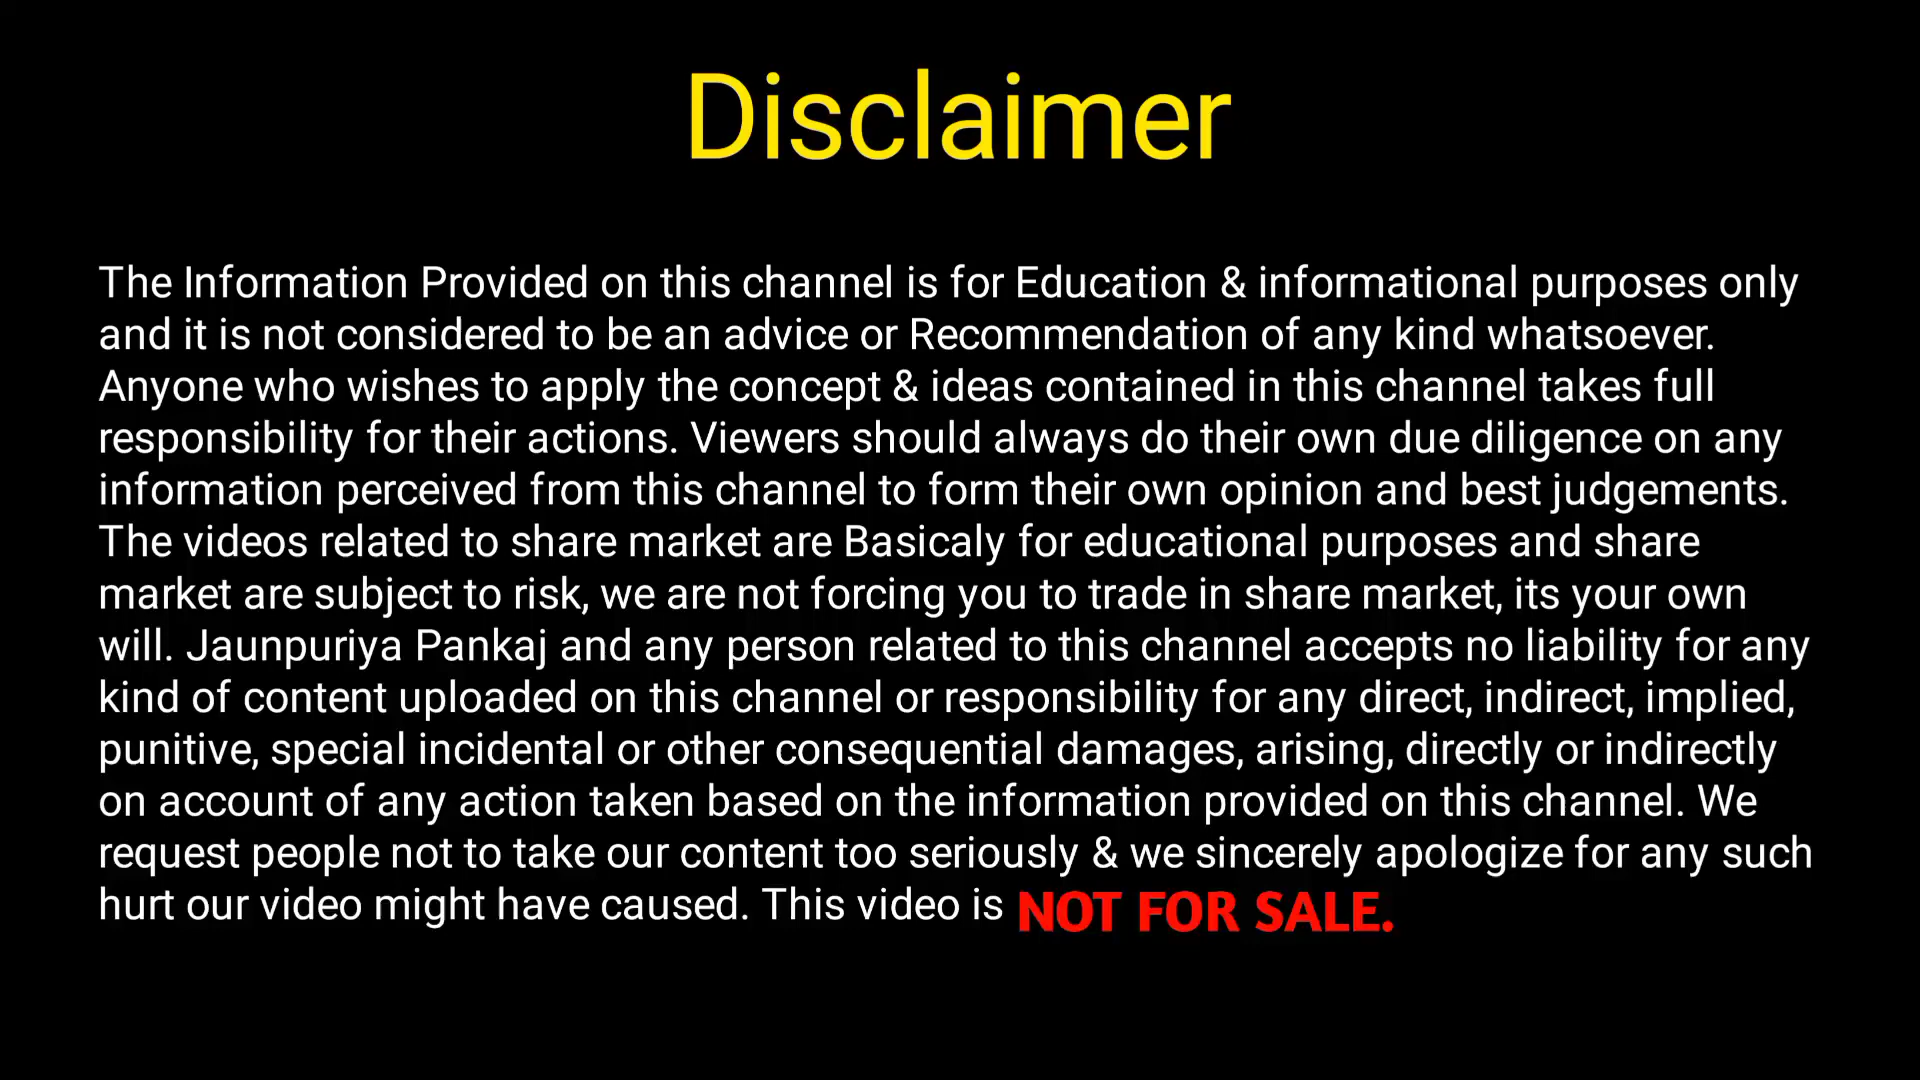 Disclaimer
The Information Provided on this channel is for Education & informational purposes only
and it is not considered to be an advice or Recommendation of any kind whatsoever.
Anyone who wishes to apply the concept & ideas contained in this channel takes full
responsibility for their actions. Viewers should always do their own due diligence on any
information perceived from this channel to form their own opinion and best judgements.
The videos related to share market are Basicaly for educational purposes and share
market are subject to risk, we are not forcing you to trade in share market, its your own
will. Jaunpuriya Pankaj and any person related to this channel accepts no liability for any
kind of content uploaded on this channel or responsibility for any direct, indirect, implied,
punitive, special incidental or other consequential damages, arising, directly or indirectly
on account of any action taken based on the information provided on this channel. We
request people not to take our content too seriously & we sincerely apologize for any such
hurt our video might have caused. This video is NOT FOR SALE.